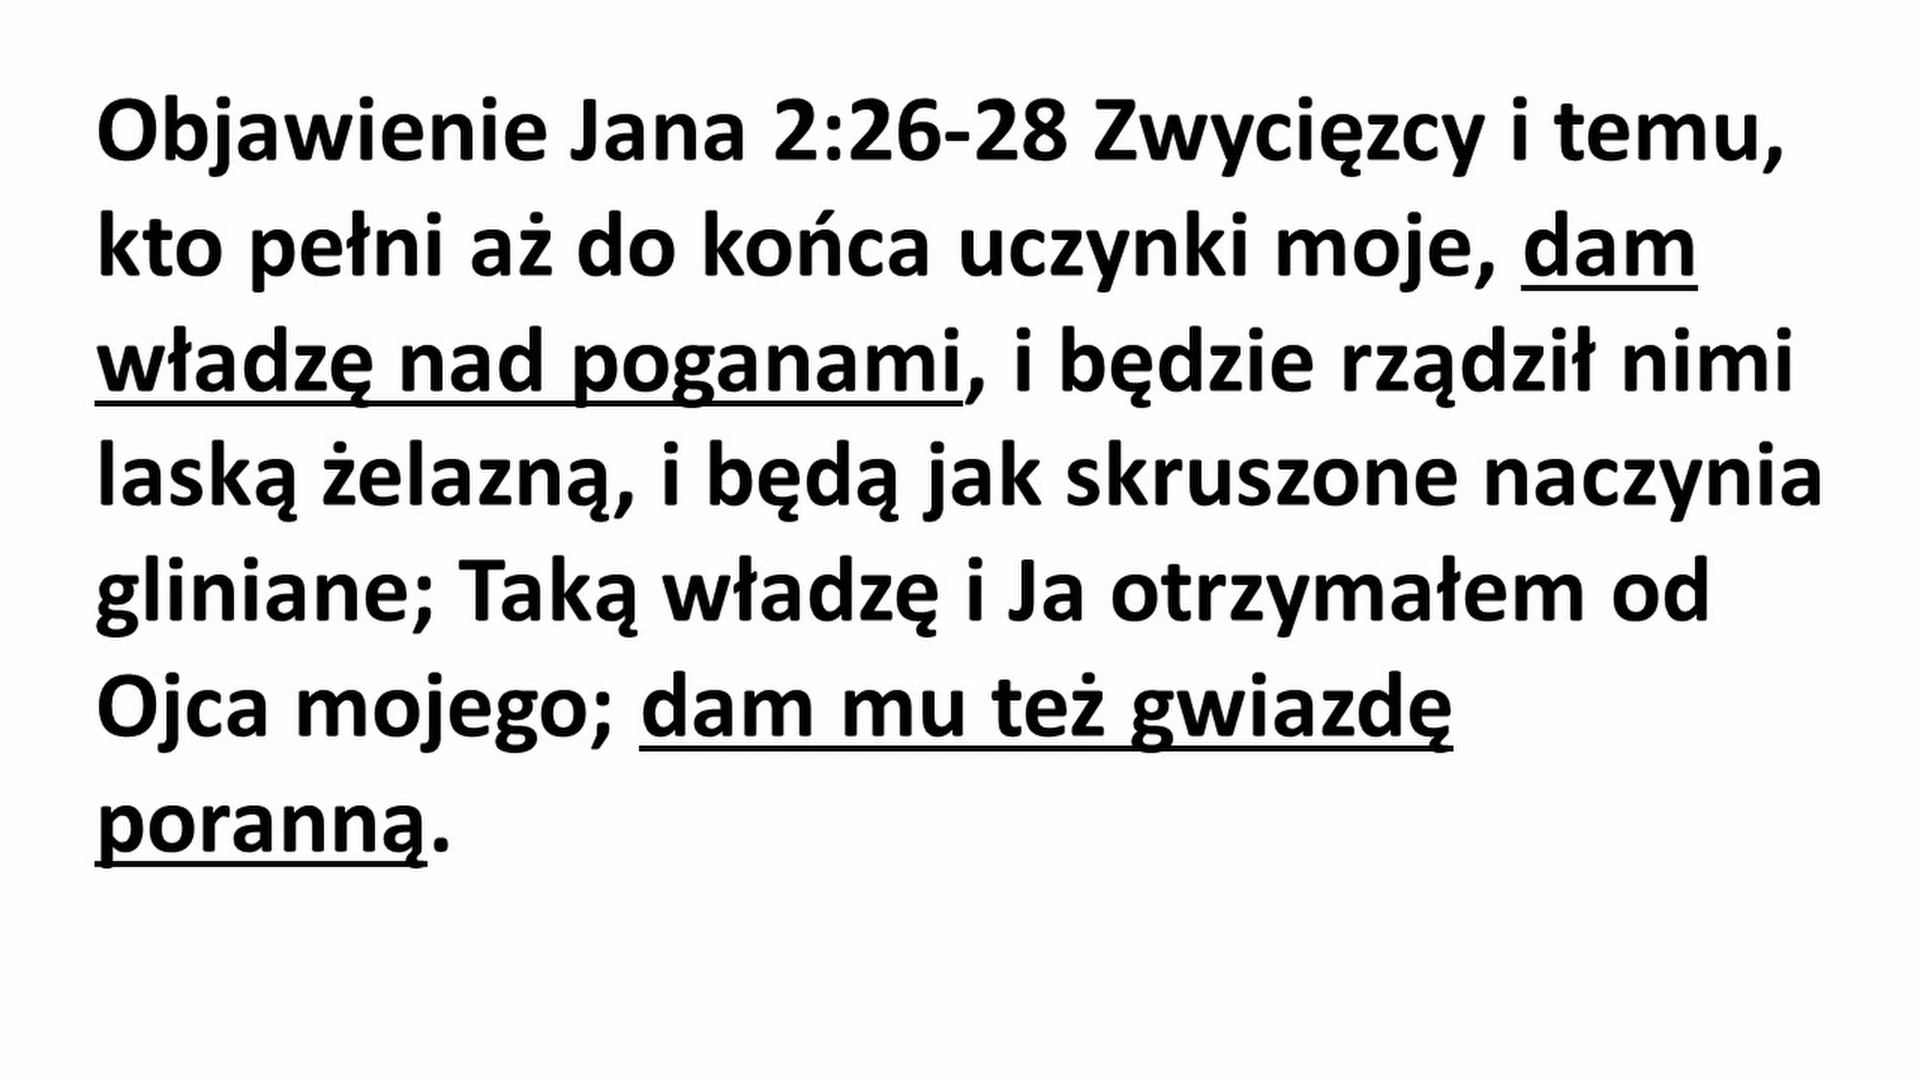 Objawienie Jana 2:26-28 Zwycięzcy i temu,
kto pełni aż do końca uczynki moje, dam
władzę nad poganami, i będzie rządził nimi
laską żelazną, i będą jak skruszone naczynia
gliniane; Taką władzę i Ja otrzymałem od
Ojca mojego; dam mu też gwiazdę
poranną.